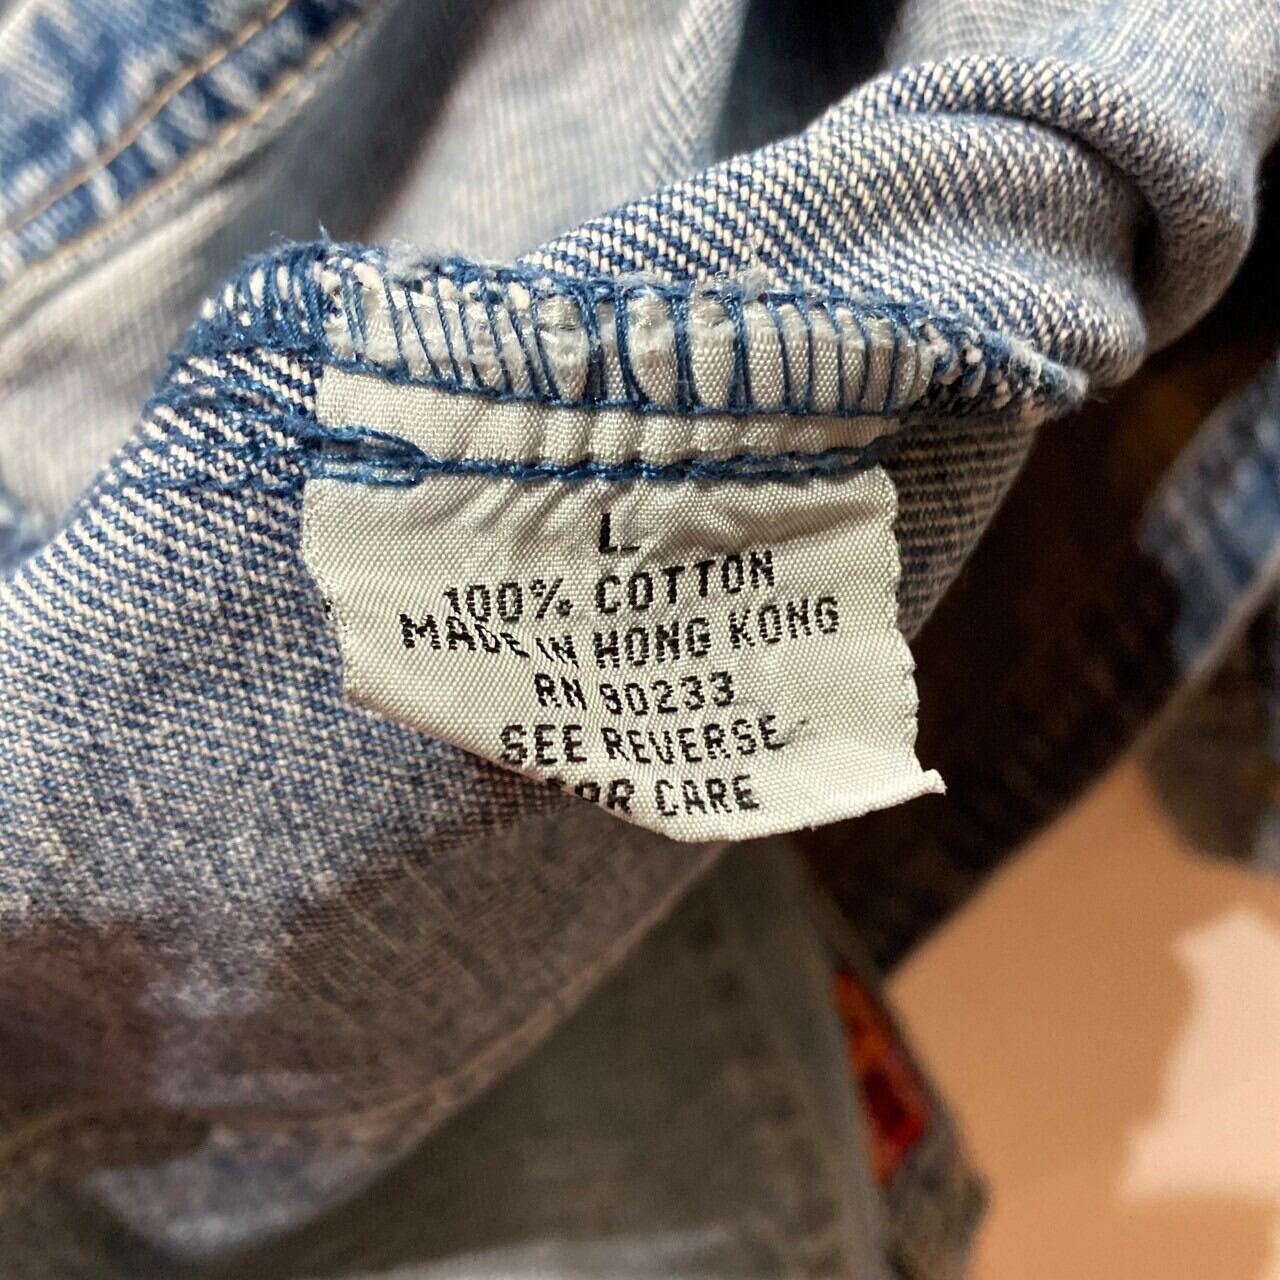 L
100% COTTON
MADE IN HONG KONG
RN 90233
SEE REVERSE
FOR CARE